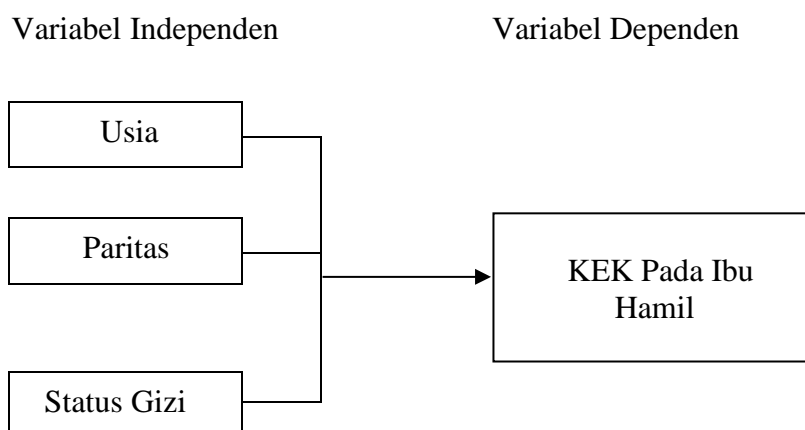 Variabel Independen
Variabel Dependen
Usia
Paritas
KEK Pada Ibu
Hamil
Status Gizi